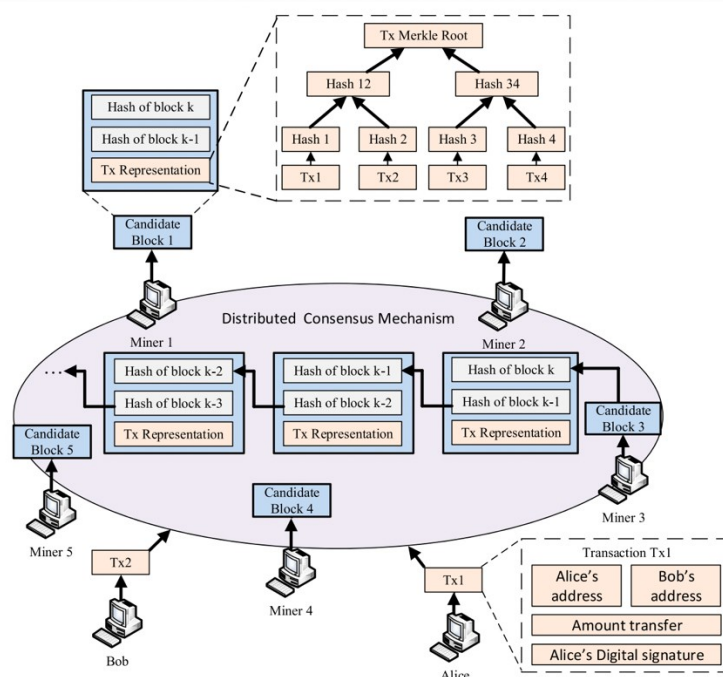 Tx Merkle Root
Hash 12
Hash 34
Hash of block k
Hash of block k-1
Tx Representation
Hash 1
Hash 2
Hash 3
Hash 4
Tx1
Tx2
Tx3
Tx4
Candidate
Block 1
Candidate
Block 2
Miner 1
Miner 2
Distributed Consensus Mechanism
...
Hash of block k-2
Hash of block k-3
Tx Representation
Hash of block k-1
Hash of block k-2
Tx Representation
Hash of block k
Hash of block k-1
Tx Representation
Candidate
Block 3
Candidate
Block 5
Candidate
Block 4
Miner 3
Miner 5
Miner 4
Tx2
Bob
Tx1
Alice
Transaction Tx1
Alice's
address
Bob's
address
Amount transfer
Alice's Digital signature